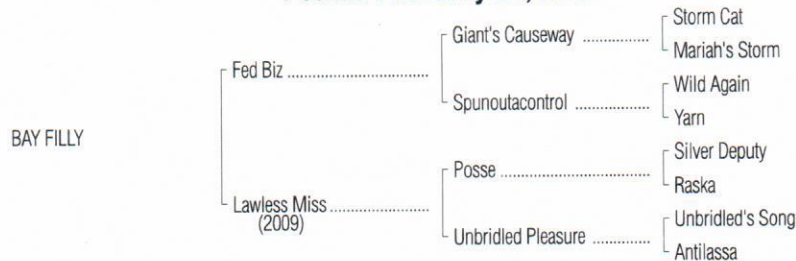 Storm Cat
Giant's Causeway
Mariah's Storm
Fed Biz
Wild Again
Spunoutacontrol
Yarn
BAY FILLY
Silver Deputy
Posse
Raska
Lawless Miss
(2009)
Unbridled's Song
Unbridled Pleasure
Antilassa